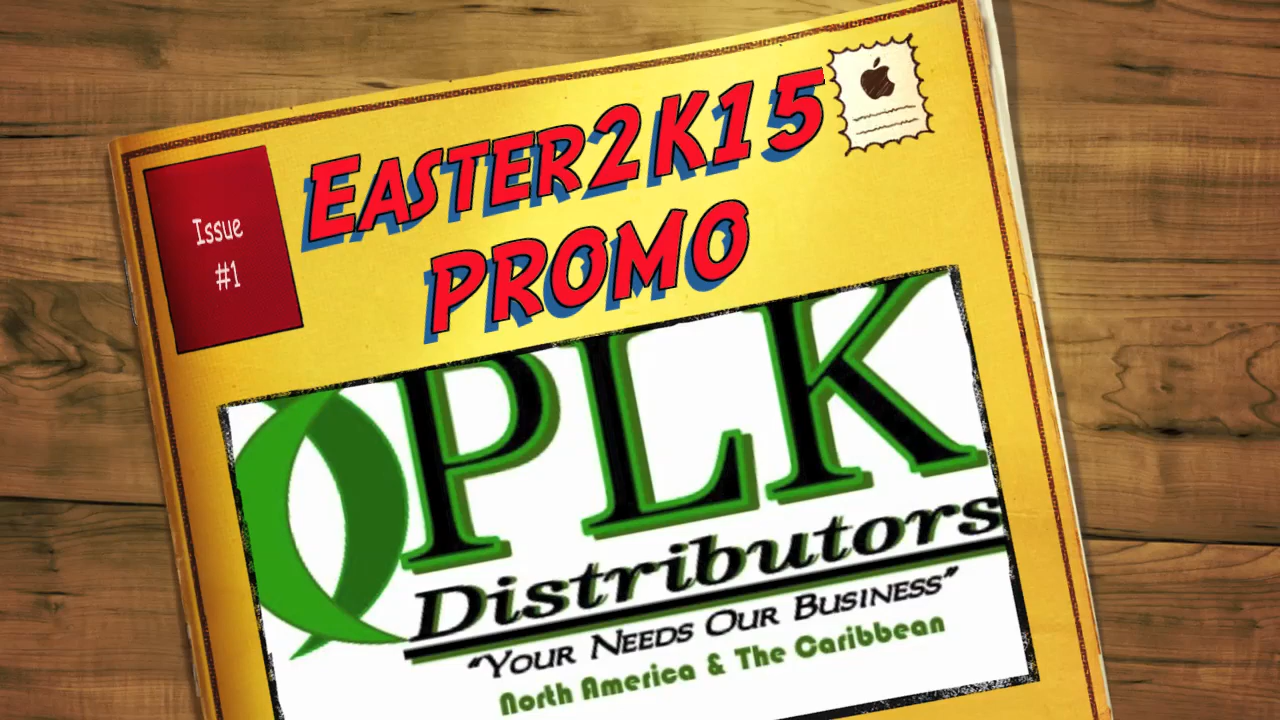 Issue
#1
EASTER2K15
PROMO
PLK
Distributors
"YOUR NEEDS OUR BUSINESS"
North America & The Caribbean